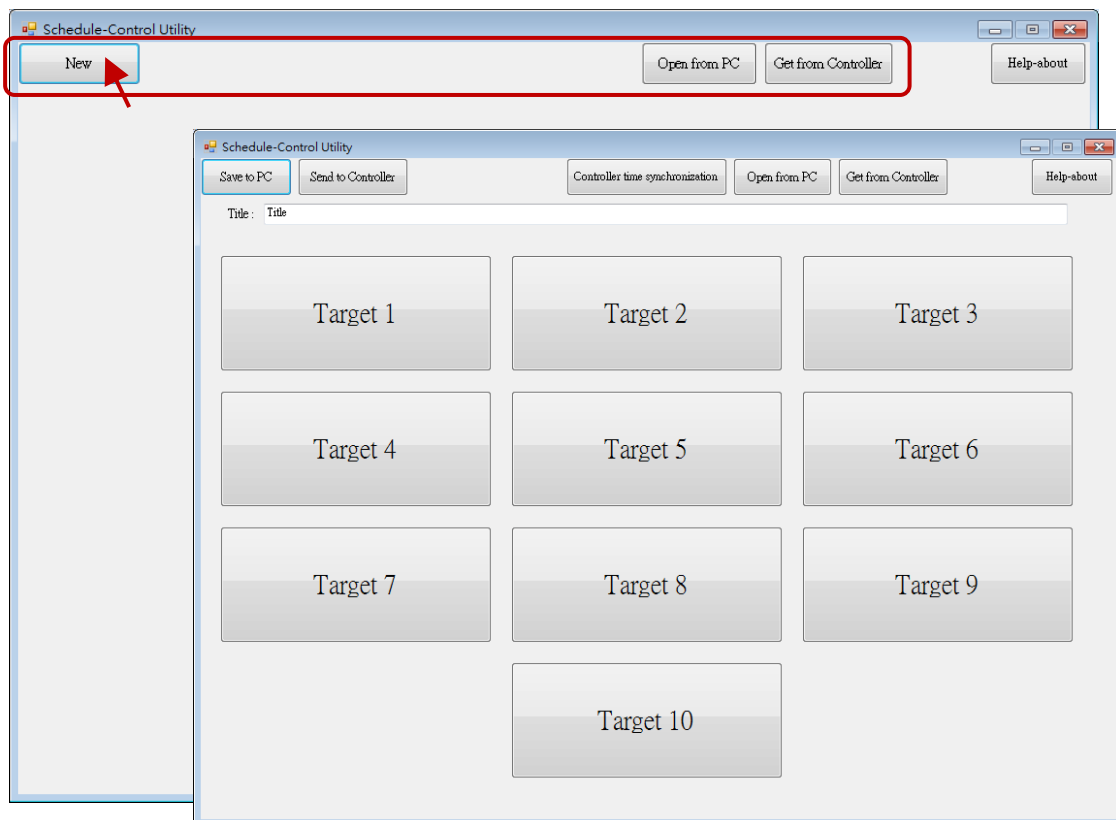 Schedule-Control Utility
New Open from PC Get from Controller Help-about
Schedule-Control Utility
Save to PC Send to Controller Controller time synchronization Open from PC Get from Controller Help-about
Title : Title
Target 1 Target 2 Target 3
Target 4 Target 5 Target 6
Target 7 Target 8 Target 9
Target 10